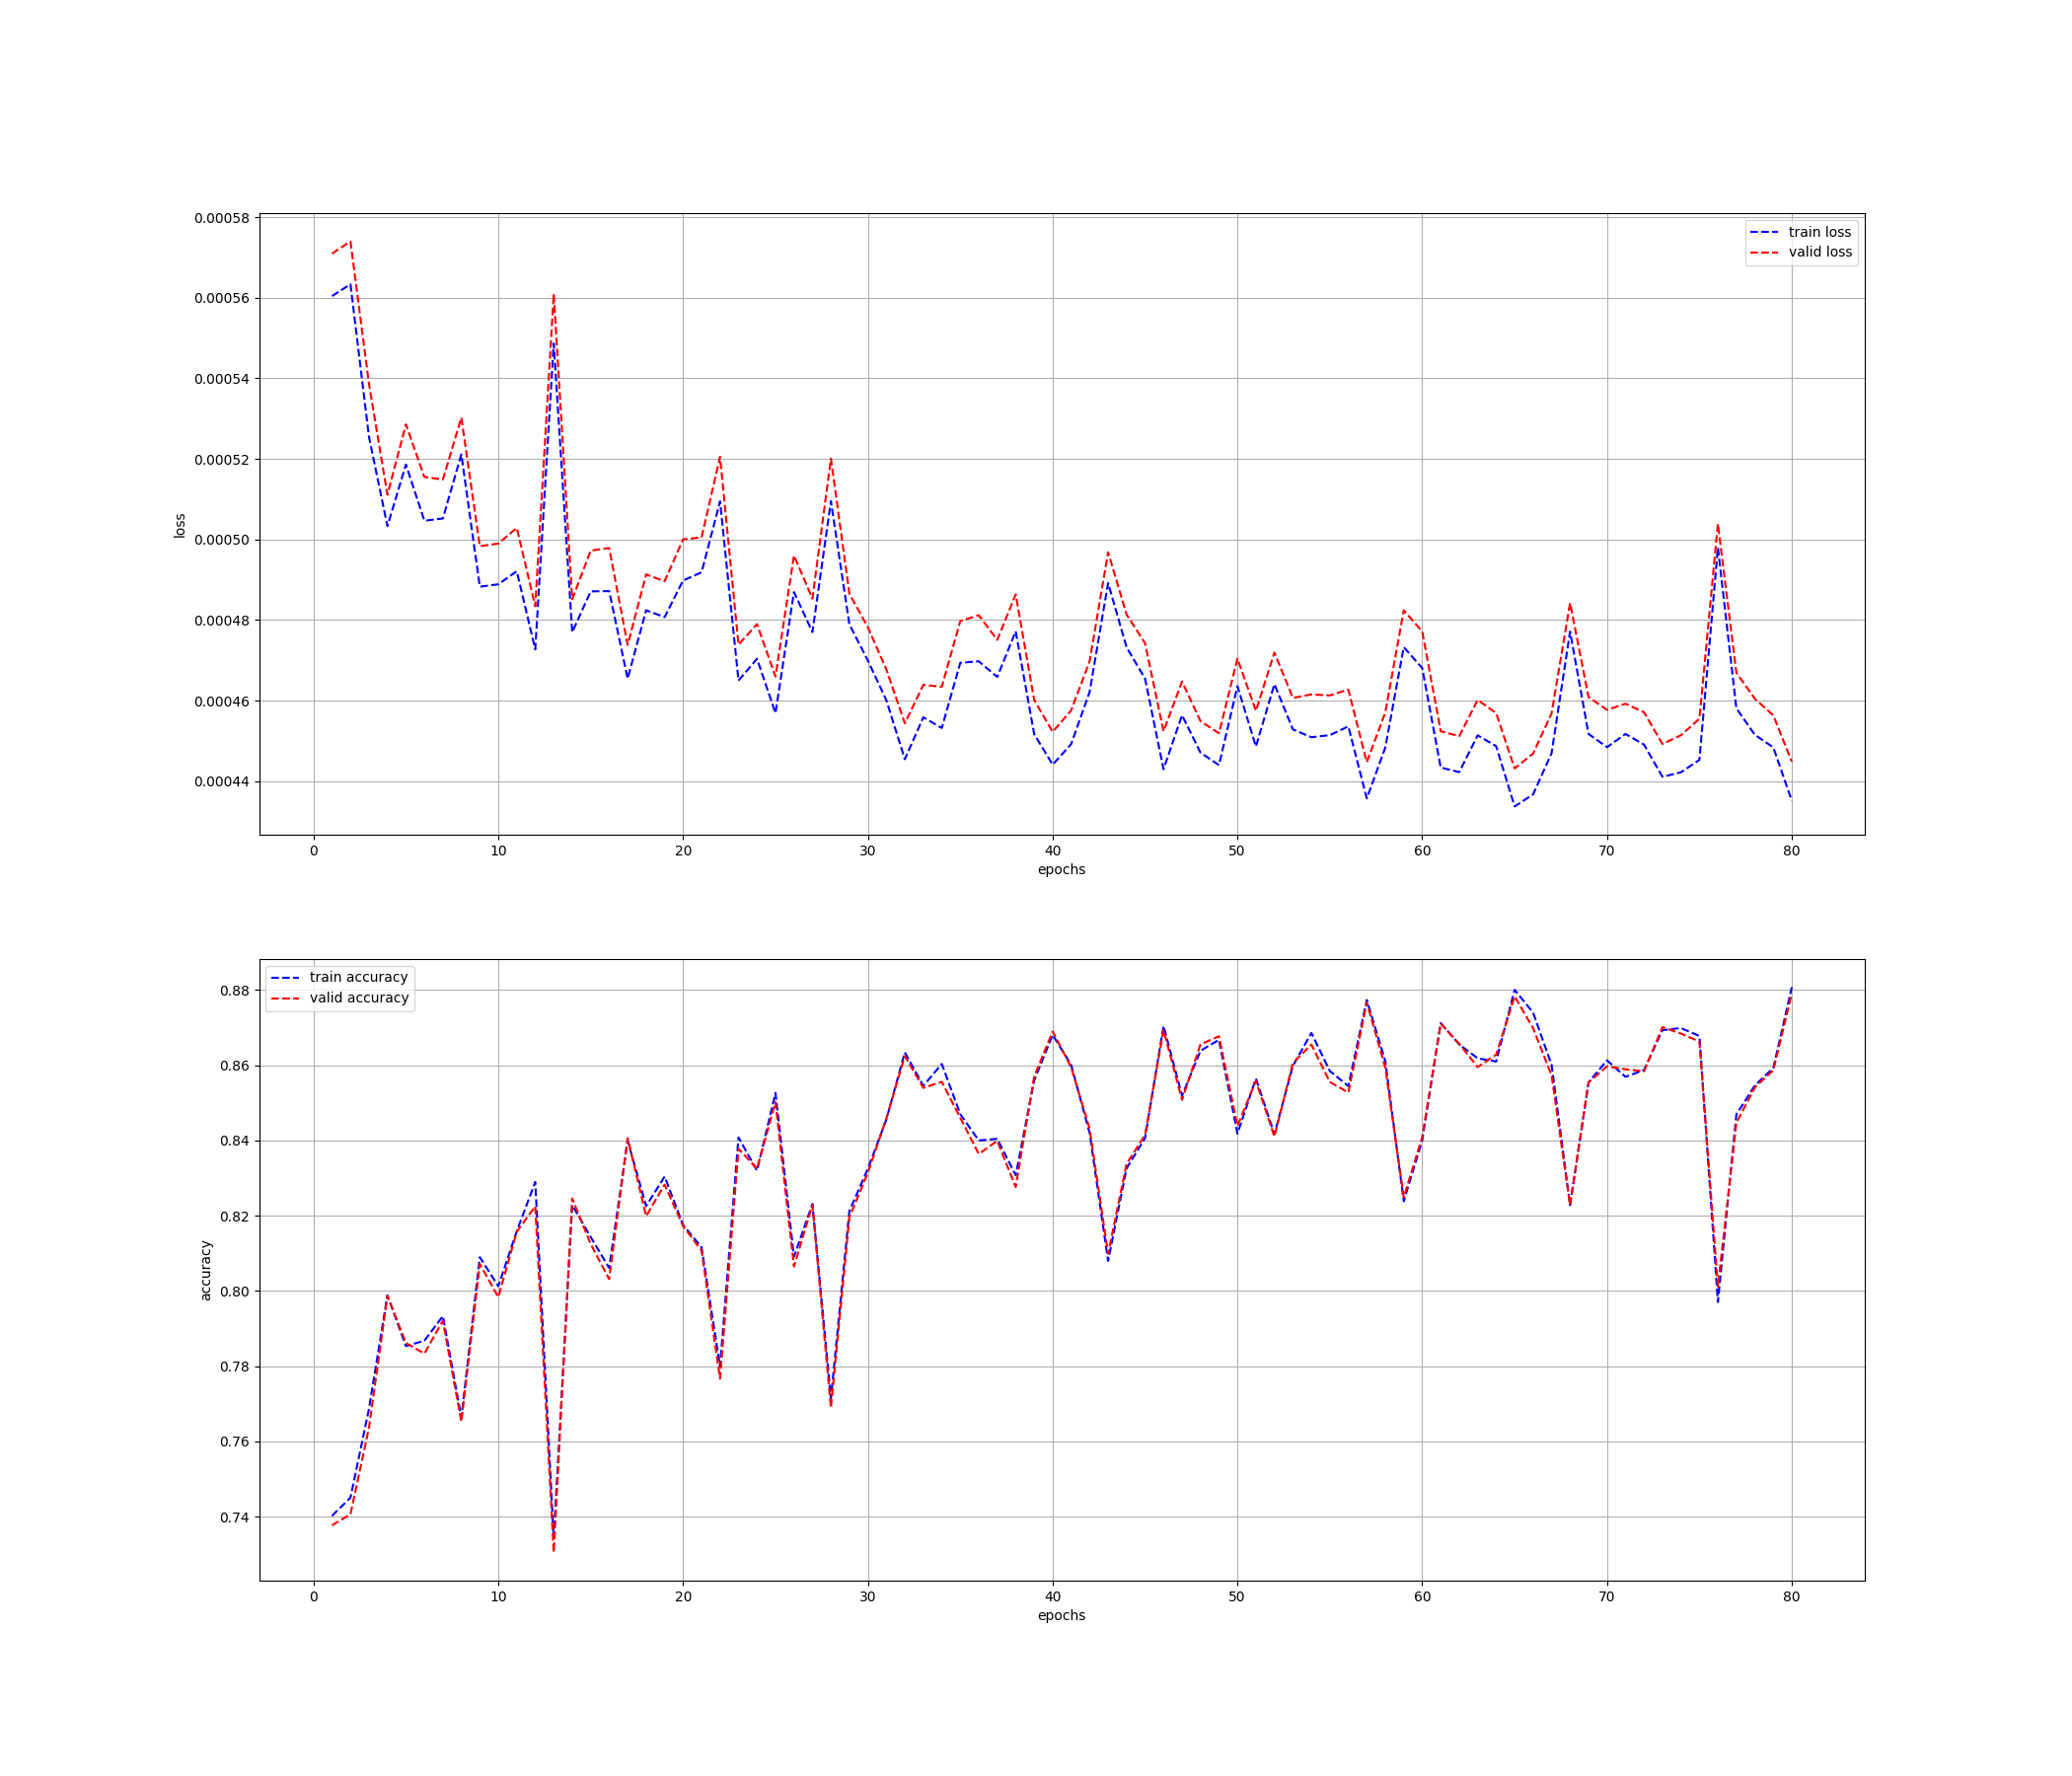 0.00058
0.00056
0.00054
0.00052
0.00050
0.00048
0.00046
0.00044
loss
train loss
valid loss
0 10 20 30 40 50 60 70 80
epochs
0.88
0.86
0.84
0.82
0.80
0.78
0.76
0.74
accuracy
train accuracy
valid accuracy
0 10 20 30 40 50 60 70 80
epochs